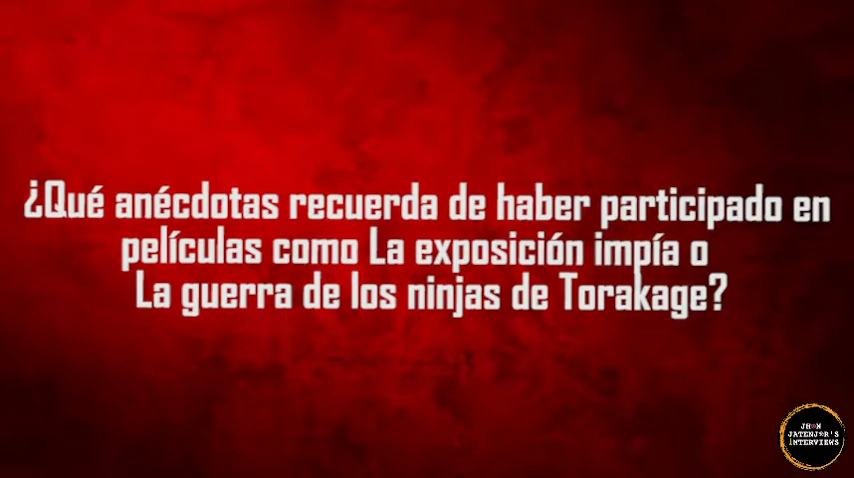 ¿Qué anécdotas recuerda de haber participado en
películas como La exposición impía o
La guerra de los ninjas de Torakage?
JHON
JATENJOR'S
INTERVIEWS